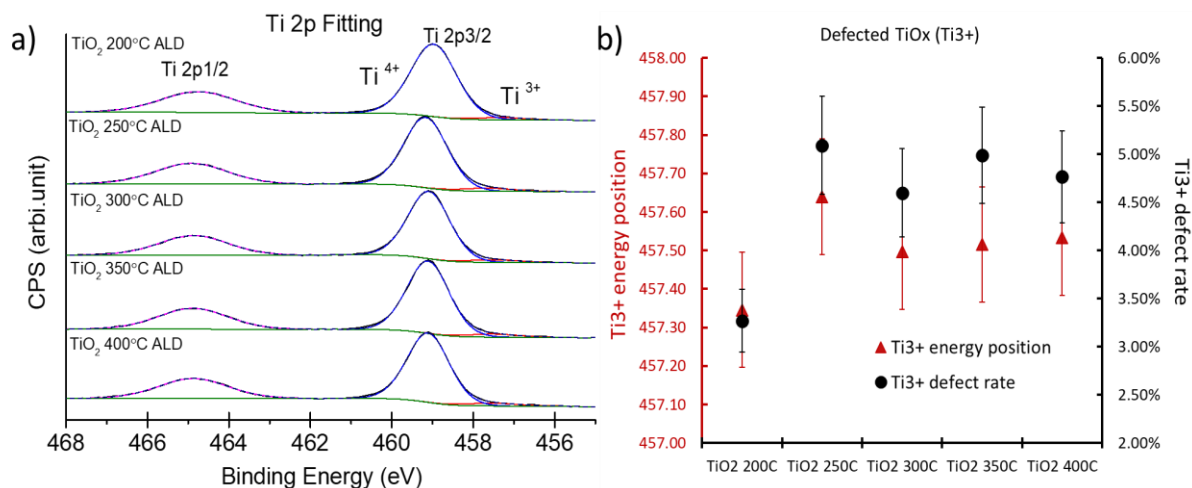 a)
Ti 2p Fitting
TiO2 200oC ALD
Ti 2p1/2
Ti 4+
Ti 2p3/2
Ti 3+
TiO2 250oC ALD
TiO2 300oC ALD
TiO2 350oC ALD
TiO2 400oC ALD
CPS (arbi.unit)
468
466
464
462
460
458
456
Binding Energy (eV)
b)
Defected TiOx (Ti3+)
Ti3+ energy position
458.00
457.90
457.80
457.70
457.60
457.50
457.40
457.30
457.20
457.10
457.00
6.00%
5.50%
5.00%
4.50%
4.00%
3.50%
3.00%
2.50%
2.00%
Ti3+ defect rate
Ti3+ energy position
Ti3+ defect rate
TiO2 200C TiO2 250C TiO2 300C TiO2 350C TiO2 400C